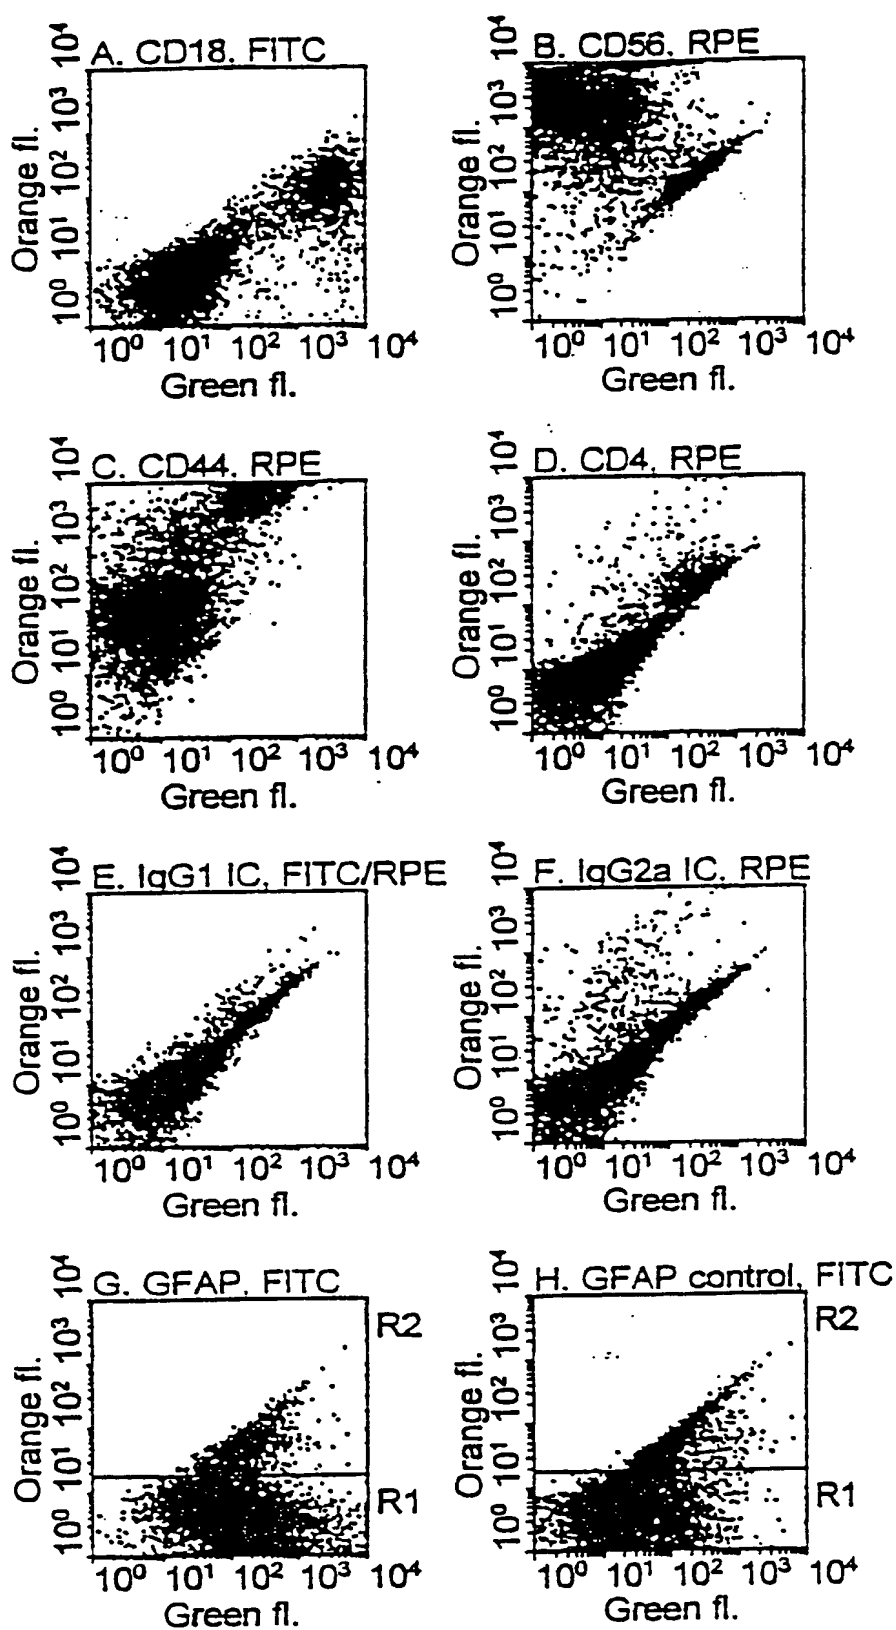 A. CD18, FITC
Orange fl.
10⁴
10³
10²
10¹
10⁰
10⁰ 10¹ 10² 10³ 10⁴
Green fl.
B. CD56, RPE
Orange fl.
10⁴
10³
10²
10¹
10⁰
10⁰ 10¹ 10² 10³ 10⁴
Green fl.
C. CD44, RPE
Orange fl.
10⁴
10³
10²
10¹
10⁰
10⁰ 10¹ 10² 10³ 10⁴
Green fl.
D. CD4, RPE
Orange fl.
10⁴
10³
10²
10¹
10⁰
10⁰ 10¹ 10² 10³ 10⁴
Green fl.
E. IgG1 IC, FITC/RPE
Orange fl.
10⁴
10³
10²
10¹
10⁰
10⁰ 10¹ 10² 10³ 10⁴
Green fl.
F. IgG2a IC, RPE
Orange fl.
10⁴
10³
10²
10¹
10⁰
10⁰ 10¹ 10² 10³ 10⁴
Green fl.
G. GFAP, FITC
R2
R1
Orange fl.
10⁴
10³
10²
10¹
10⁰
10⁰ 10¹ 10² 10³ 10⁴
Green fl.
H. GFAP control, FITC
R2
R1
Orange fl.
10⁴
10³
10²
10¹
10⁰
10⁰ 10¹ 10² 10³ 10⁴
Green fl.